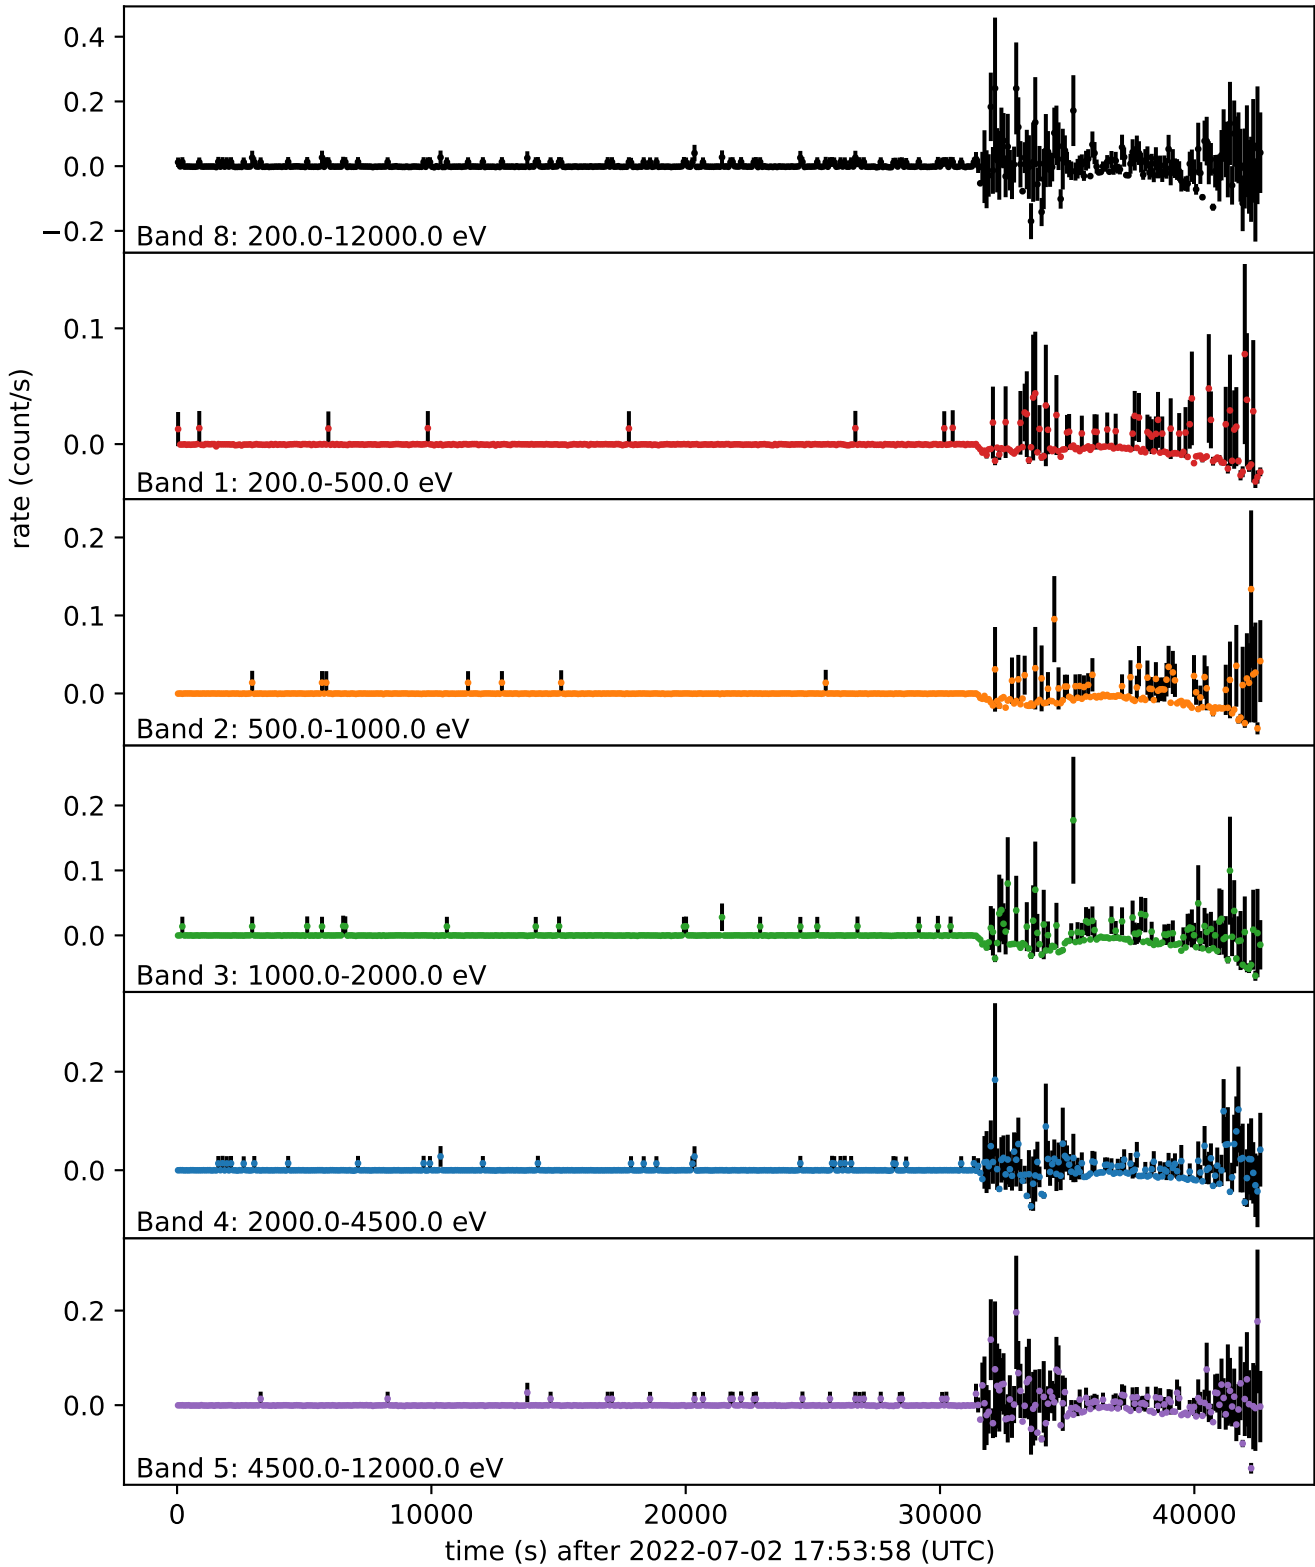 0.4
0.2
0.0
−0.2
Band 8: 200.0-12000.0 eV
0.1
0.0
Band 1: 200.0-500.0 eV
rate (count/s)
0.2
0.1
0.0
Band 2: 500.0-1000.0 eV
0.2
0.1
0.0
Band 3: 1000.0-2000.0 eV
0.2
0.0
Band 4: 2000.0-4500.0 eV
0.2
0.0
Band 5: 4500.0-12000.0 eV
0 10000 20000 30000 40000
time (s) after 2022-07-02 17:53:58 (UTC)